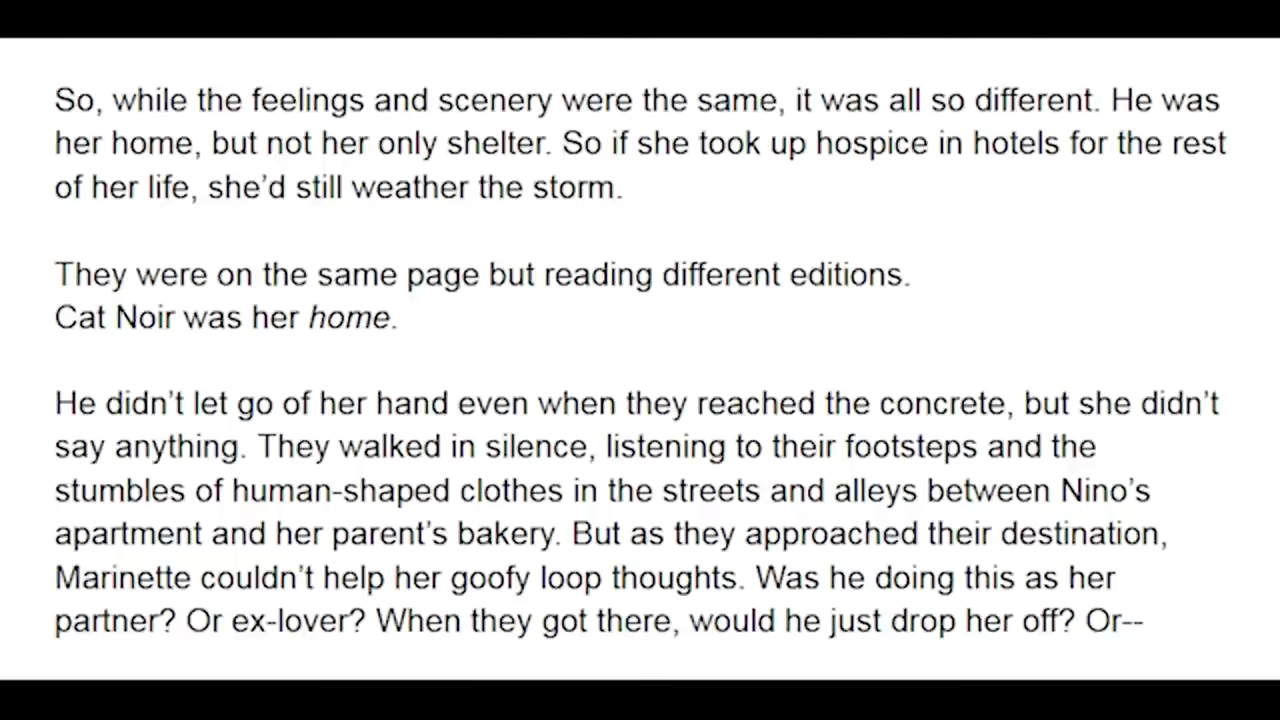 So, while the feelings and scenery were the same, it was all so different. He was
her home, but not her only shelter. So if she took up hospice in hotels for the rest
of her life, she’d still weather the storm.
They were on the same page but reading different editions.
Cat Noir was her home.
He didn’t let go of her hand even when they reached the concrete, but she didn’t
say anything. They walked in silence, listening to their footsteps and the
stumbles of human-shaped clothes in the streets and alleys between Nino’s
apartment and her parent’s bakery. But as they approached their destination,
Marinette couldn’t help her goofy loop thoughts. Was he doing this as her
partner? Or ex-lover? When they got there, would he just drop her off? Or--